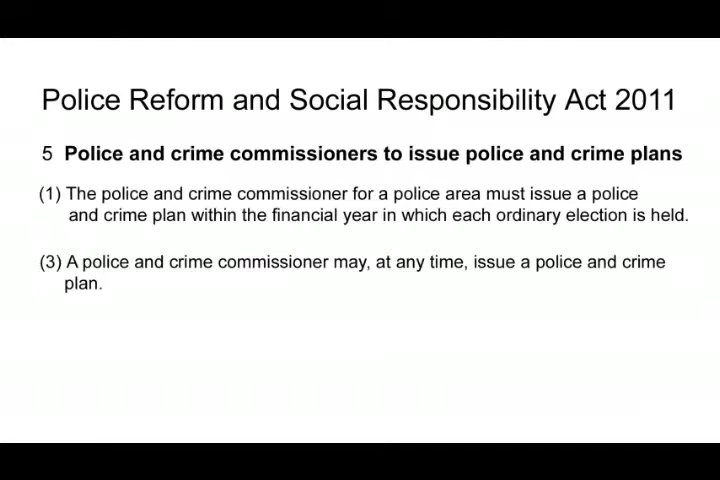 Police Reform and Social Responsibility Act 2011
5 Police and crime commissioners to issue police and crime plans
(1) The police and crime commissioner for a police area must issue a police
and crime plan within the financial year in which each ordinary election is held.
(3) A police and crime commissioner may, at any time, issue a police and crime
plan.